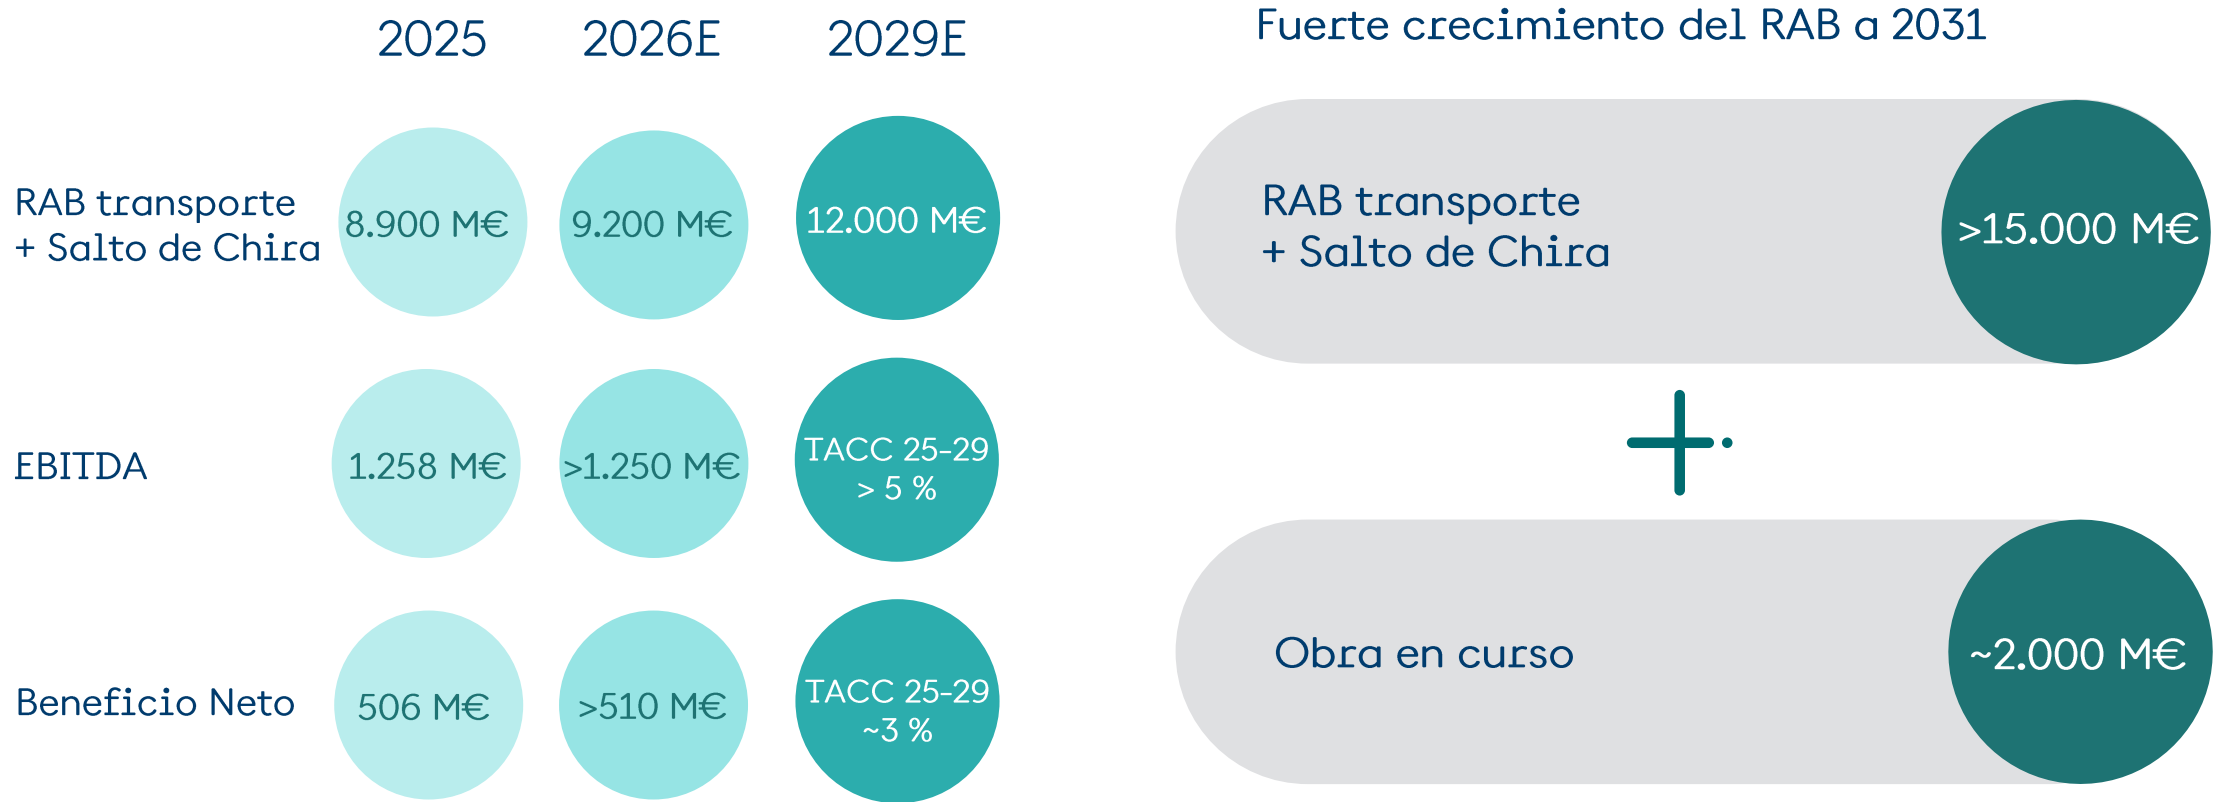 2025
2026E
2029E
RAB transporte
+ Salto de Chira
8.900 M€
9.200 M€
12.000 M€
EBITDA
1.258 M€
>1.250 M€
TACC 25-29
> 5 %
Beneficio Neto
506 M€
>510 M€
TACC 25-29
~3 %
Fuerte crecimiento del RAB a 2031
RAB transporte
+ Salto de Chira
>15.000 M€
+
Obra en curso
~2.000 M€